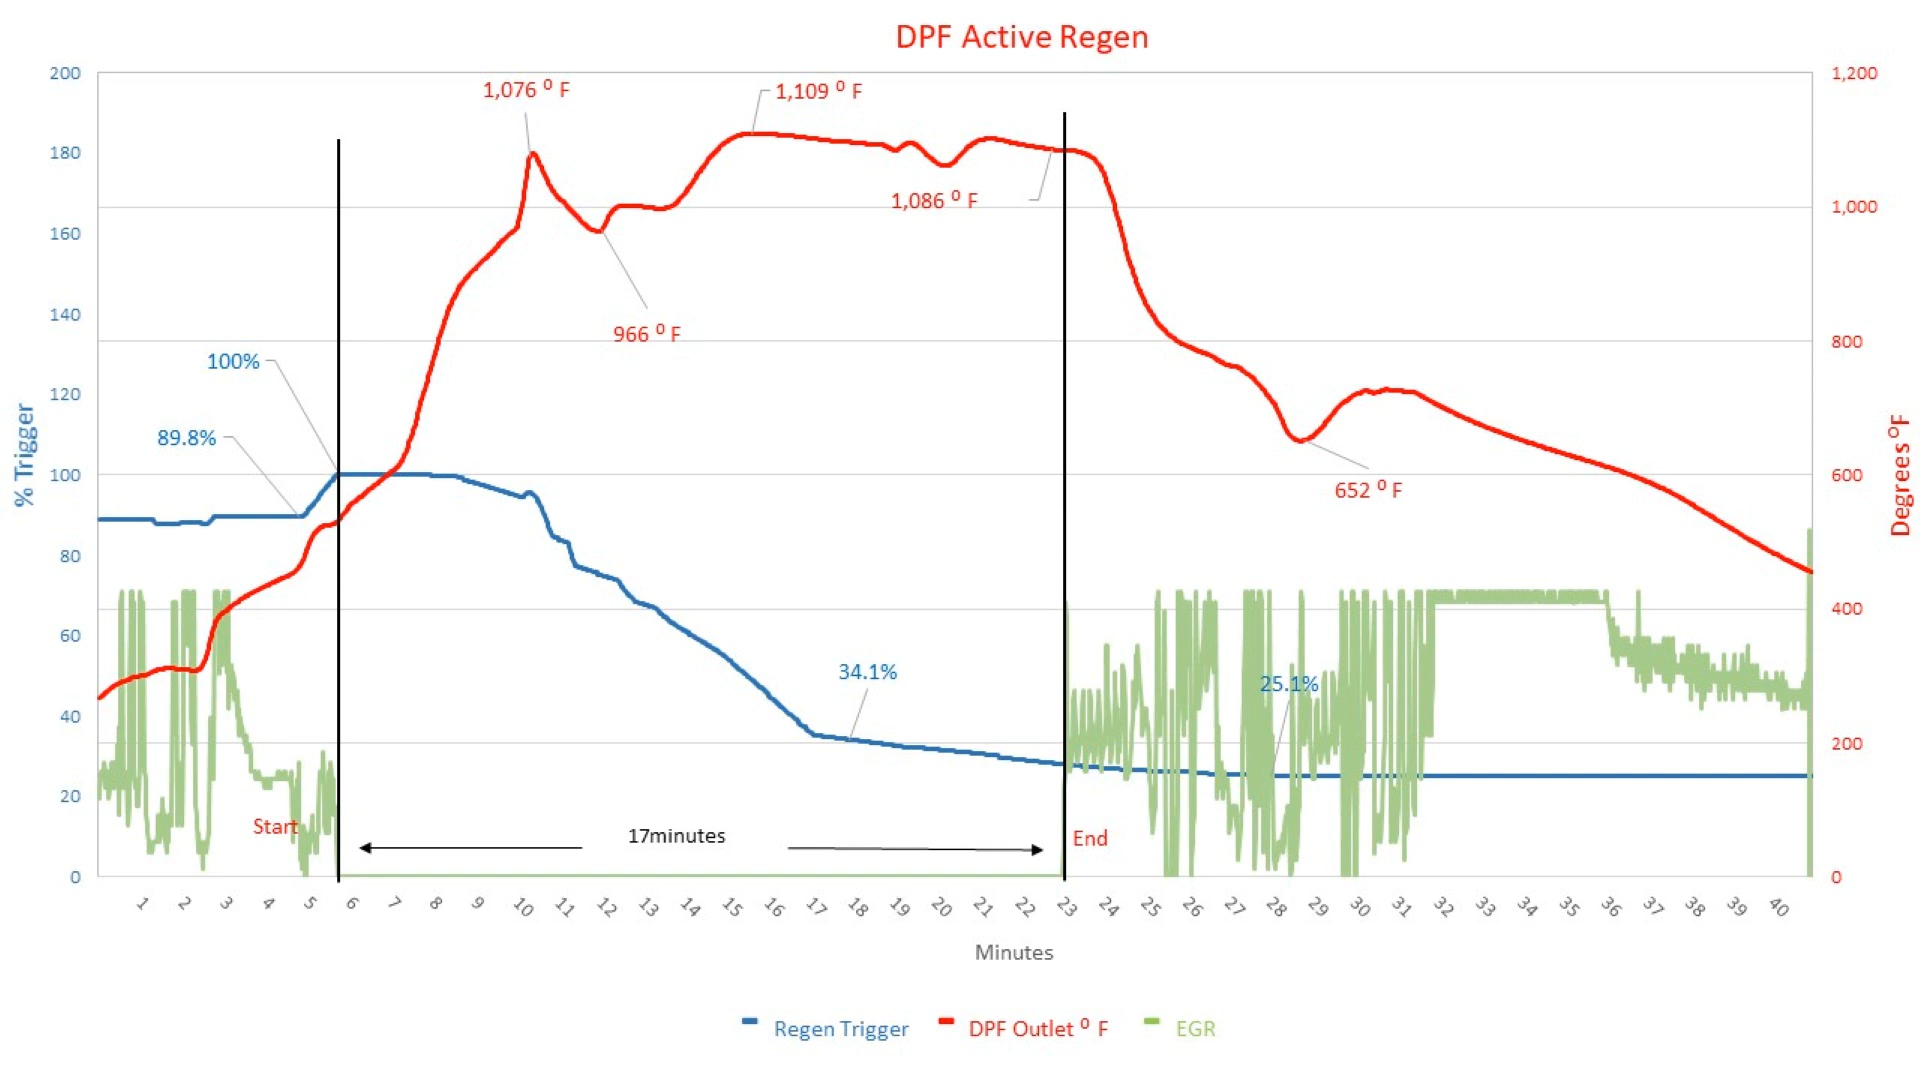 DPF Active Regen
200
180
160
140
120
100
80
60
40
20
0
% Trigger
1,200
1,000
800
600
400
200
0
Degrees ⁰F
1,076 ⁰ F
1,109 ⁰ F
1,086 ⁰ F
966 ⁰ F
100%
89.8%
652 ⁰ F
34.1%
25.1%
Start
17minutes
End
1 2 3 4 5 6 7 8 9 10 11 12 13 14 15 16 17 18 19 20 21 22 23 24 25 26 27 28 29 30 31 32 33 34 35 36 37 38 39 40
Minutes
Regen Trigger DPF Outlet ⁰ F EGR